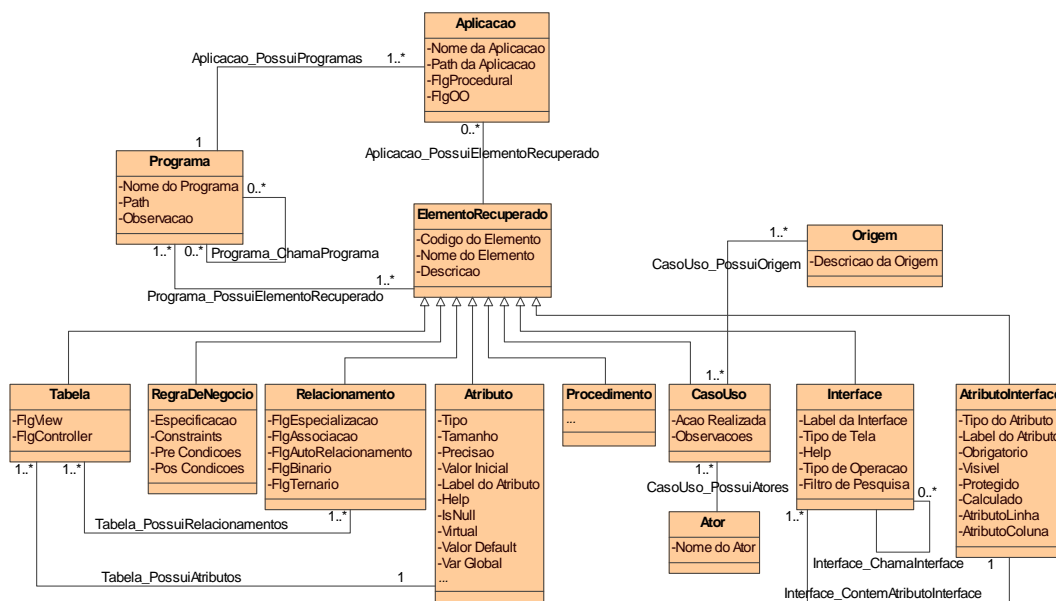 Aplicacao
-Nome da Aplicação
-Path da Aplicacao
-FlgProcedural
-FlgOO
Aplicacao_PossuiProgramas
1..*
1
0..*
Aplicacao_PossuiElementoRecuperado
Programa
-Nome do Programa
-Path
-Observacao
0..*
0..*
Programa_ChamaPrograma
1..*
1..*
Programa_PossuiElementoRecuperado
ElementoRecuperado
-Codigo do Elemento
-Nome do Elemento
-Descricao
Origem
-Descricao da Origem
1..*
CasoUso_PossuiOrigem
1..*
Tabela
-FlgView
-FlgController
1..*
1..*
RegraDeNegocio
-Especificacao
-Constraints
-Pre Condicoes
-Pos Condicoes
Relacionamento
-FlgEspecialização
-FlgAssociacao
-FlgAutoRelacionamento
-FlgBinario
-FlgTernario
1..*
Tabela_PossuiRelacionamentos
Tabela_PossuiAtributos
1
Atributo
-Tipo
-Tamanho
-Precisao
-Valor Inicial
-Label do Atributo
-Help
-IsNull
-Virtual
-Valor Default
-Var Global
...
Procedimento
...
CasoUso
-Acao Realizada
-Observacoes
1..*
CasoUso_PossuiAtores
Ator
-Nome do Ator
Interface
-Label da Interface
-Tipo de Tela
-Help
-Tipo de Operacao
-Filtro de Pesquisa
0..*
1..*
Interface_ChamaInterface
Interface_ContemAtributoInterface
1
AtributoInterface
-Tipo do Atributo
-Label do Atributo
-Obrigatorio
-Visivel
-Protegido
-Calculado
-AtributoLinha
-AtributoColuna